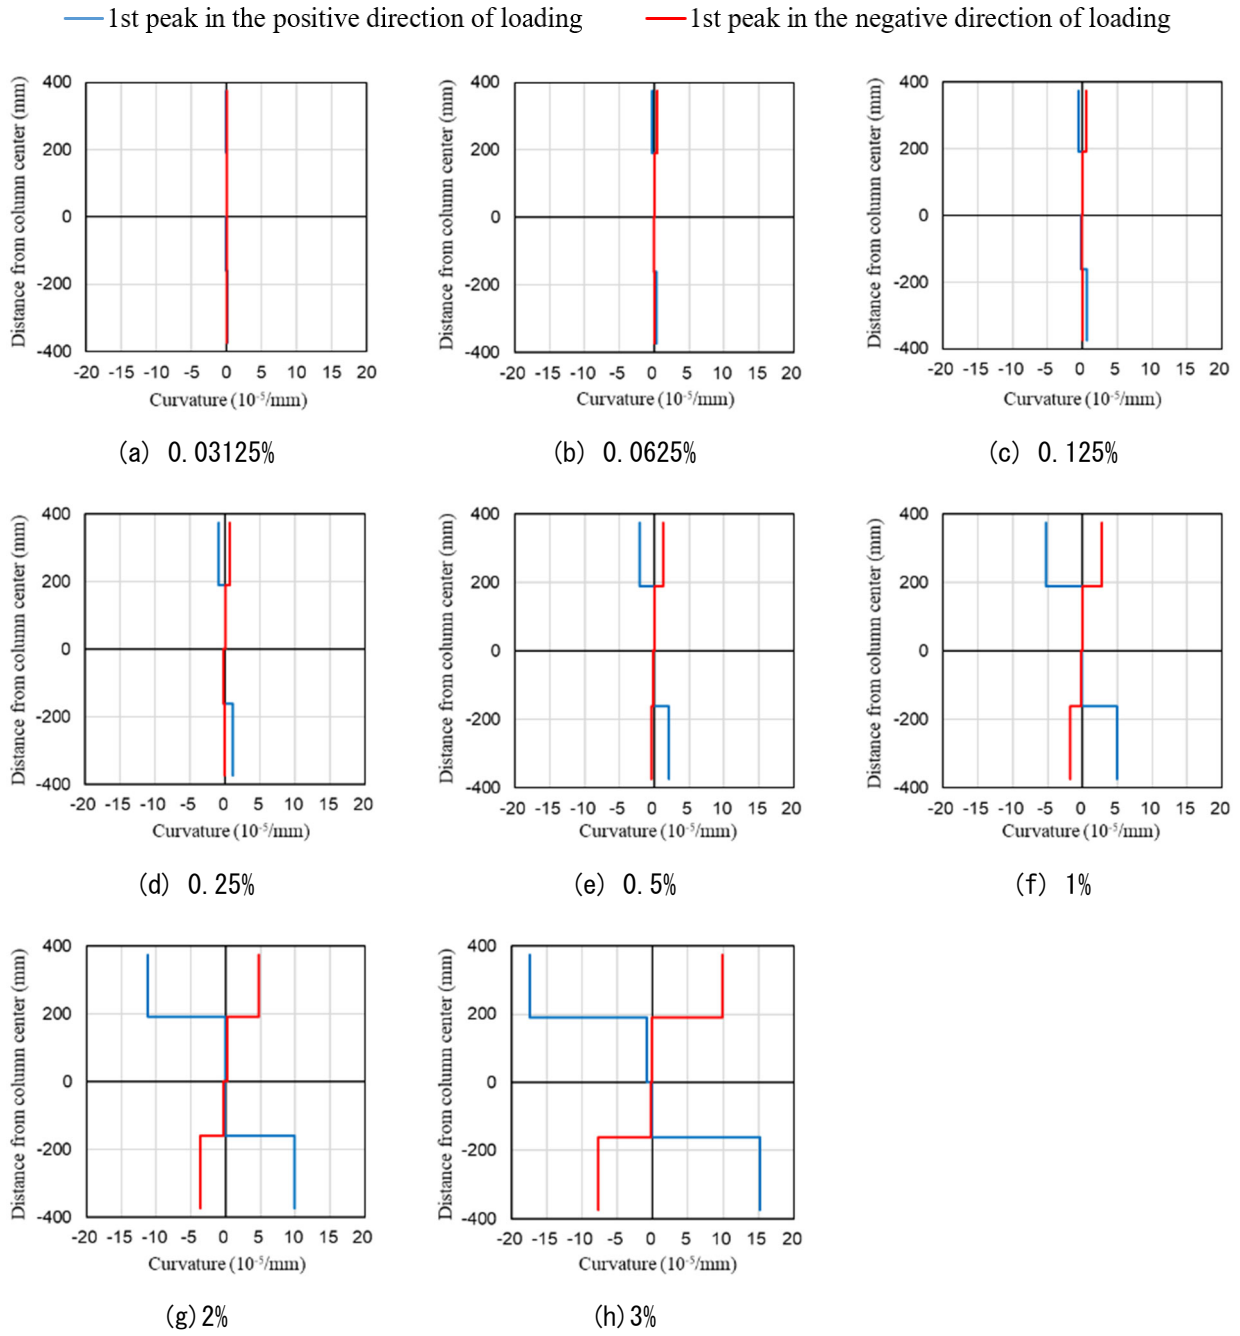 1st peak in the positive direction of loading 1st peak in the negative direction of loading
Distance from column center (mm)
400
200
0
-200
-400
-20 -15 -10 -5 0 5 10 15 20
Curvature (10⁻⁵/mm)
(a) 0.03125%
Distance from column center (mm)
400
200
0
-200
-400
-20 -15 -10 -5 0 5 10 15 20
Curvature (10⁻⁵/mm)
(b) 0.0625%
Distance from column center (mm)
400
200
0
-200
-400
-20 -15 -10 -5 0 5 10 15 20
Curvature (10⁻⁵/mm)
(c) 0.125%
Distance from column center (mm)
400
200
0
-200
-400
-20 -15 -10 -5 0 5 10 15 20
Curvature (10⁻⁵/mm)
(d) 0.25%
Distance from column center (mm)
400
200
0
-200
-400
-20 -15 -10 -5 0 5 10 15 20
Curvature (10⁻⁵/mm)
(e) 0.5%
Distance from column center (mm)
400
200
0
-200
-400
-20 -15 -10 -5 0 5 10 15 20
Curvature (10⁻⁵/mm)
(f) 1%
Distance from column center (mm)
400
200
0
-200
-400
-20 -15 -10 -5 0 5 10 15 20
Curvature (10⁻⁵/mm)
(g) 2%
Distance from column center (mm)
400
200
0
-200
-400
-20 -15 -10 -5 0 5 10 15 20
Curvature (10⁻⁵/mm)
(h) 3%